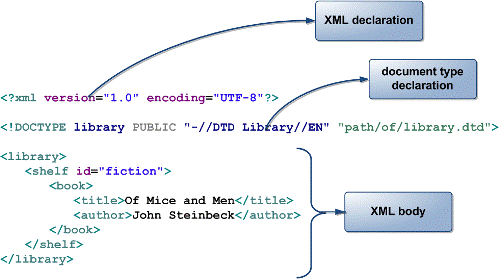 XML declaration
document type
declaration
<?xml version="1.0" encoding="UTF-8"?>
<!DOCTYPE library PUBLIC "-//DTD Library//EN" "path/of/library.dtd">
<library>
<shelf id="fiction">
<book>
<title>Of Mice and Men</title>
<author>John Steinbeck</author>
</book>
</shelf>
</library>
XML body